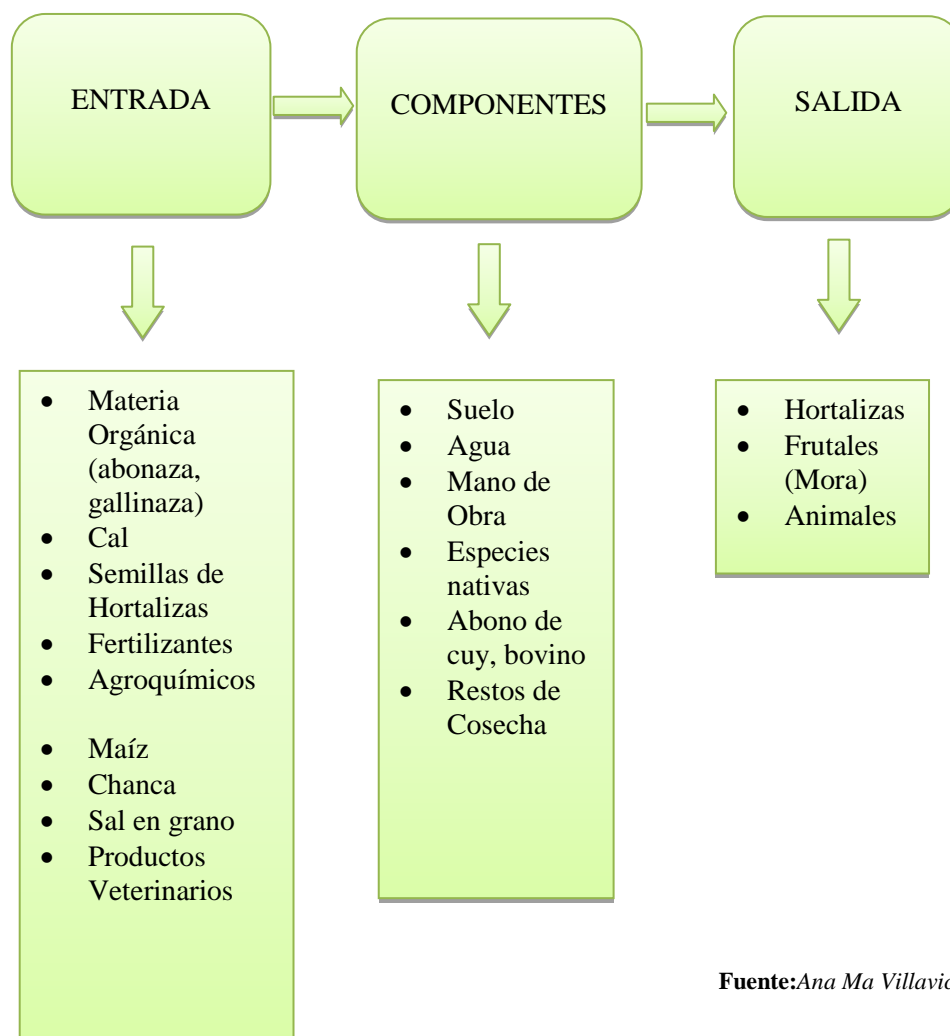 ENTRADA
COMPONENTES
SALIDA
• Materia
Orgánica
(abonaza,
gallinaza)
• Cal
• Semillas de
Hortalizas
• Fertilizantes
• Agroquímicos
• Maíz
• Chanca
• Sal en grano
• Productos
Veterinarios
• Suelo
• Agua
• Mano de
Obra
• Especies
nativas
• Abono de
cuy, bovino
• Restos de
Cosecha
• Hortalizas
• Frutales
(Mora)
• Animales
Fuente:Ana Ma